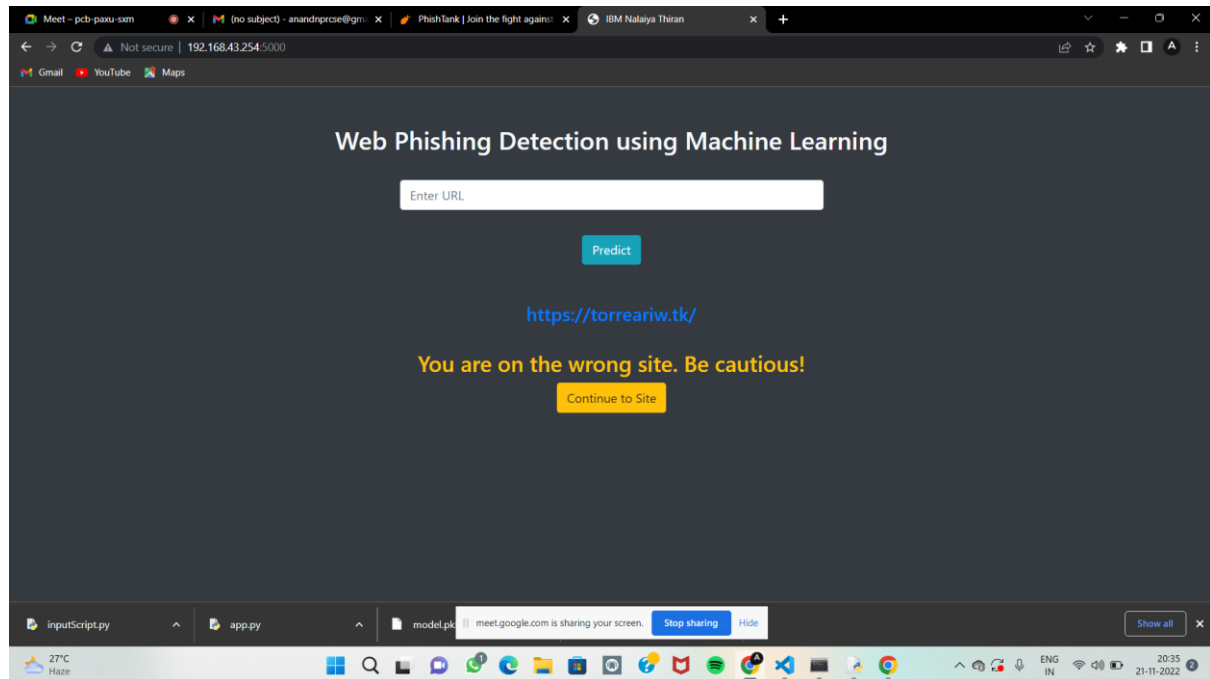 Meet – pcb-paxu-sxm
(no subject) - anandnprcse@gma
PhishTank | Join the fight against
IBM Nalaiya Thiran
Not secure | 192.168.43.254:5000
Gmail YouTube Maps
Web Phishing Detection using Machine Learning
Enter URL
Predict
https://torreariw.tk/
You are on the wrong site. Be cautious!
Continue to Site
inputScript.py
app.py
model.pk
meet.google.com is sharing your screen. Stop sharing Hide
Show all
27°C
Haze
ENG
IN
20:35
21-11-2022
2